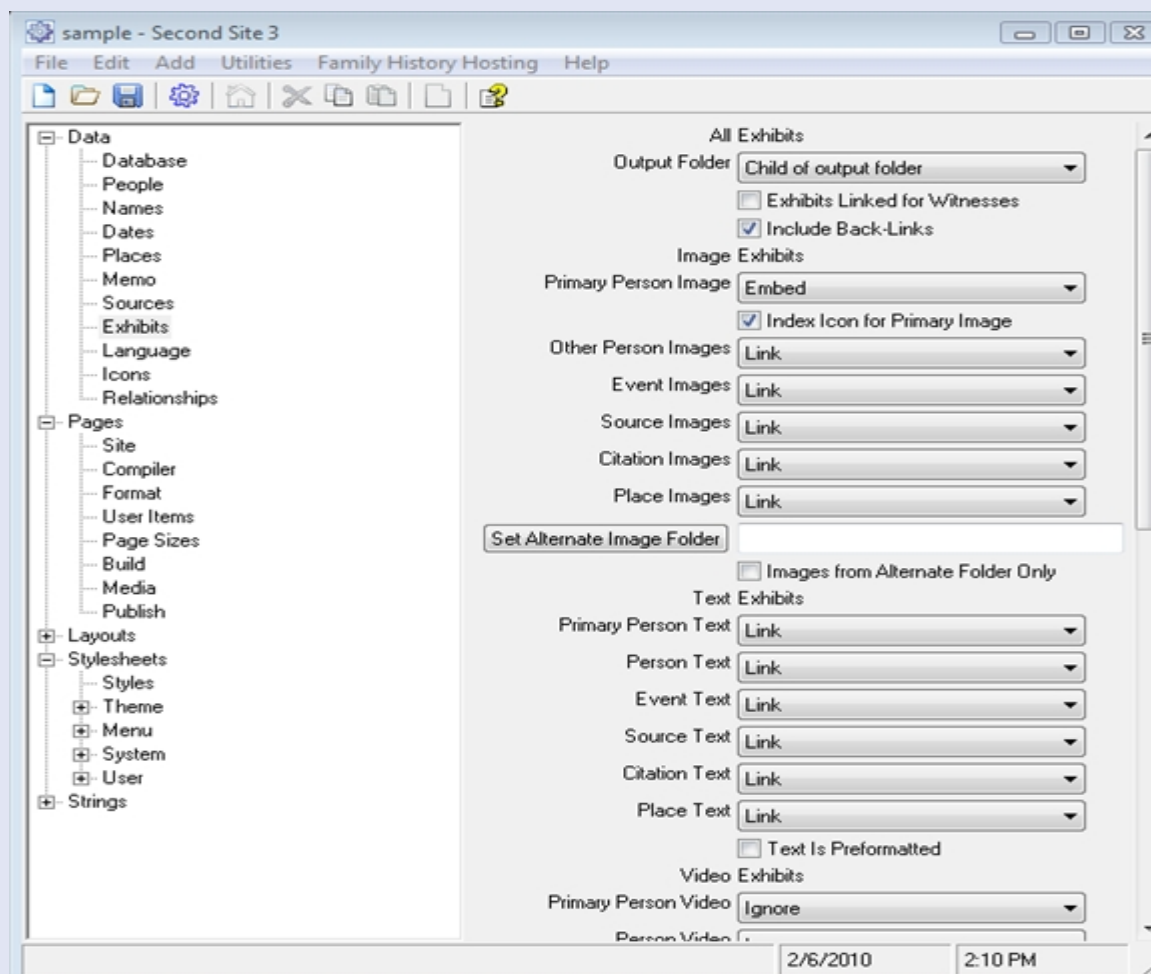 sample - Second Site 3
File Edit Add Utilities Family History Hosting Help
Data
Database
People
Names
Dates
Places
Memo
Sources
Exhibits
Language
Icons
Relationships
Pages
Site
Compiler
Format
User Items
Page Sizes
Build
Media
Publish
Layouts
Stylesheets
Styles
Theme
Menu
System
User
Strings
All Exhibits
Output Folder Child of output folder
Exhibits Linked for Witnesses
Include Back-Links
Image Exhibits
Primary Person Image Embed
Index Icon for Primary Image
Other Person Images Link
Event Images Link
Source Images Link
Citation Images Link
Place Images Link
Set Alternate Image Folder
Images from Alternate Folder Only
Text Exhibits
Primary Person Text Link
Person Text Link
Event Text Link
Source Text Link
Citation Text Link
Place Text Link
Text Is Preformatted
Video Exhibits
Primary Person Video Ignore
Person Video
2/6/2010 2:10 PM